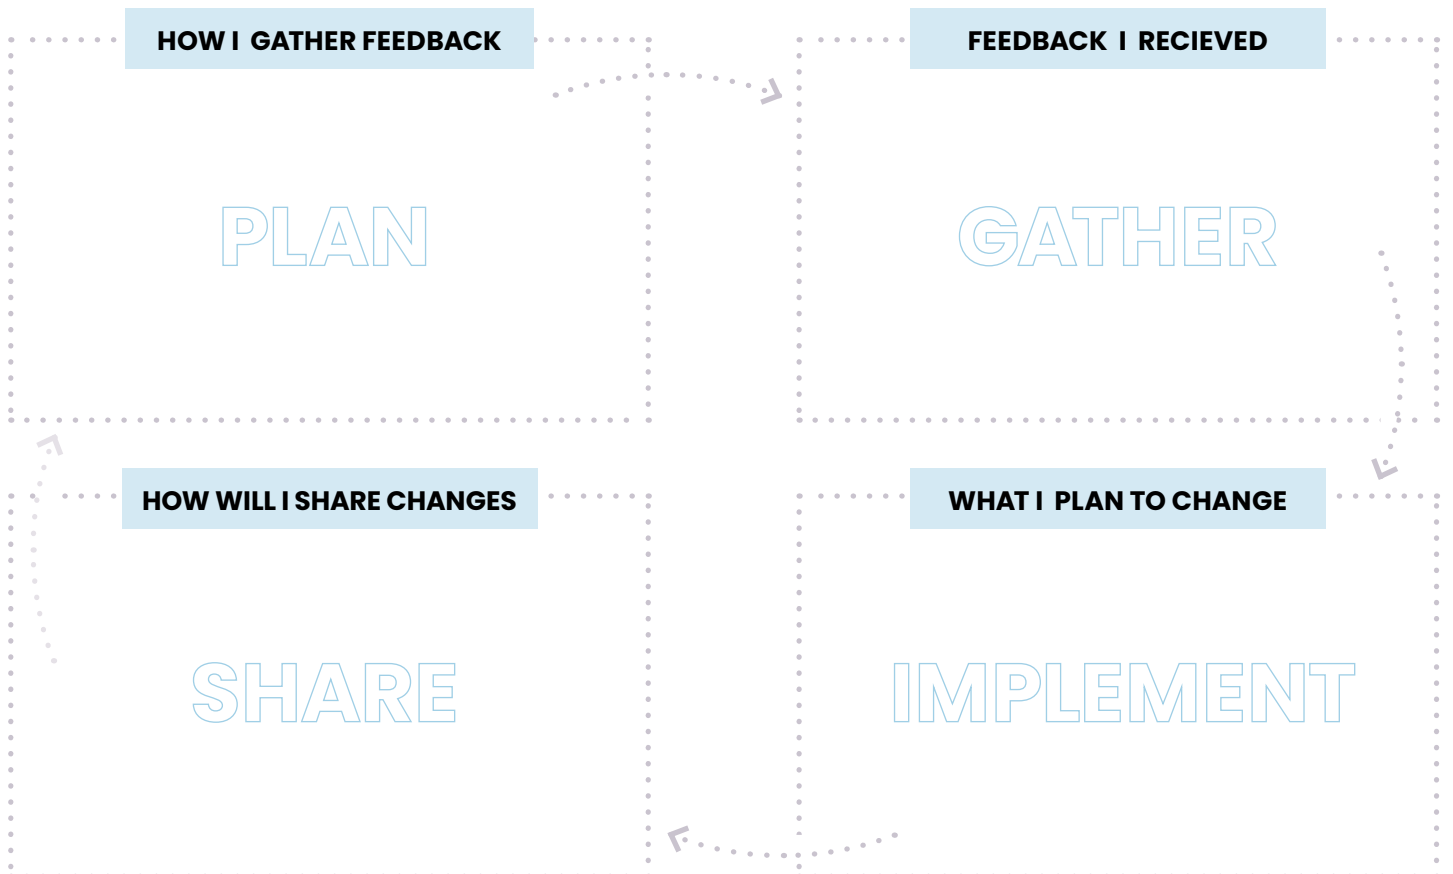 HOW I GATHER FEEDBACK
PLAN
FEEDBACK I RECIEVED
GATHER
HOW WILL I SHARE CHANGES
SHARE
WHAT I PLAN TO CHANGE
IMPLEMENT